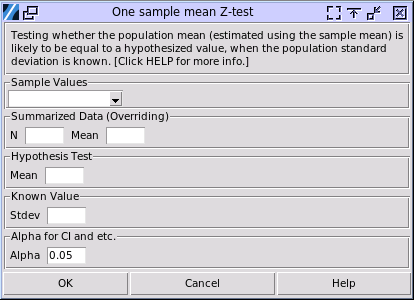 One sample mean Z-test
Testing whether the population mean (estimated using the sample mean) is
likely to be equal to a hypothesized value, when the population standard
deviation is known. [Click HELP for more info.]
Sample Values
Summarized Data (Overriding)
N Mean
Hypothesis Test
Mean
Known Value
Stdev
Alpha for CI and etc.
Alpha 0.05
OK Cancel Help